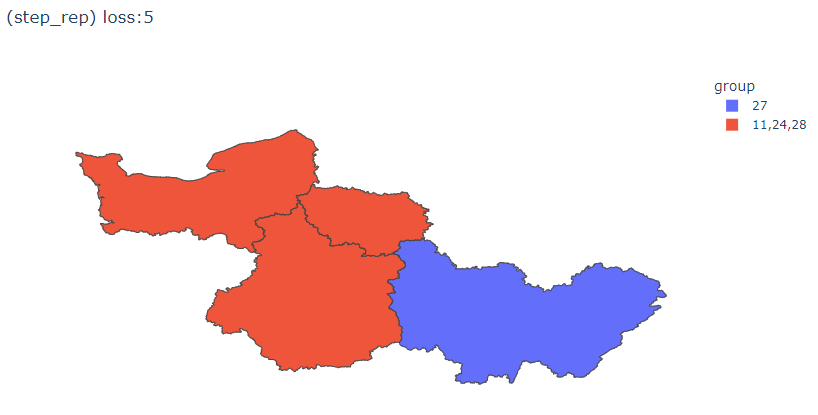 (step_rep) loss:5
group
27
11,24,28